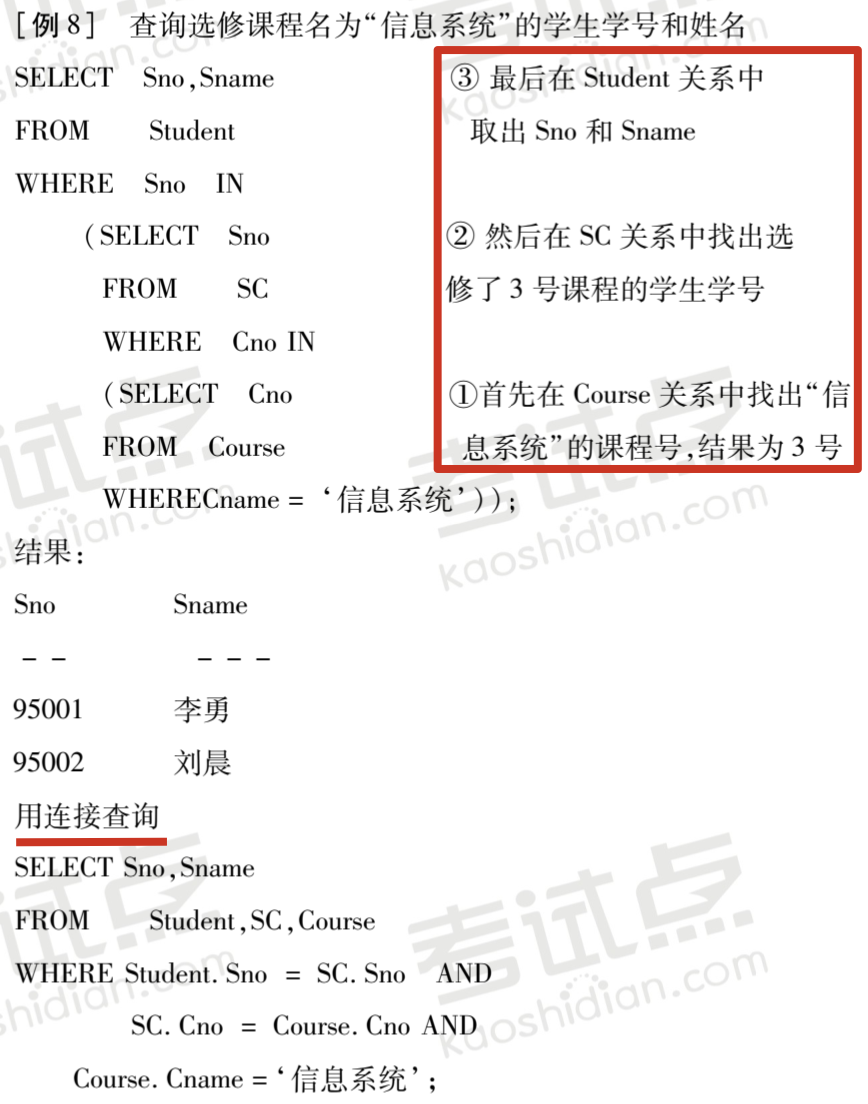 [例 8] 查询选修课程名为“信息系统”的学生学号和姓名
SELECT Sno,Sname ③ 最后在 Student 关系中
FROM Student 取出 Sno 和 Sname
WHERE Sno IN
(SELECT Sno ② 然后在 SC 关系中找出选
FROM SC 修了 3 号课程的学生学号
WHERE Cno IN
(SELECT Cno ①首先在 Course 关系中找出“信
FROM Course 息系统”的课程号,结果为 3 号
WHERECname = ‘信息系统’));
结果:
Sno Sname
- - - - -
95001 李勇
95002 刘晨
用连接查询
SELECT Sno,Sname
FROM Student,SC,Course
WHERE Student. Sno = SC. Sno AND
SC. Cno = Course. Cno AND
Course. Cname = ‘信息系统’;
考试点
kaoshidian.com